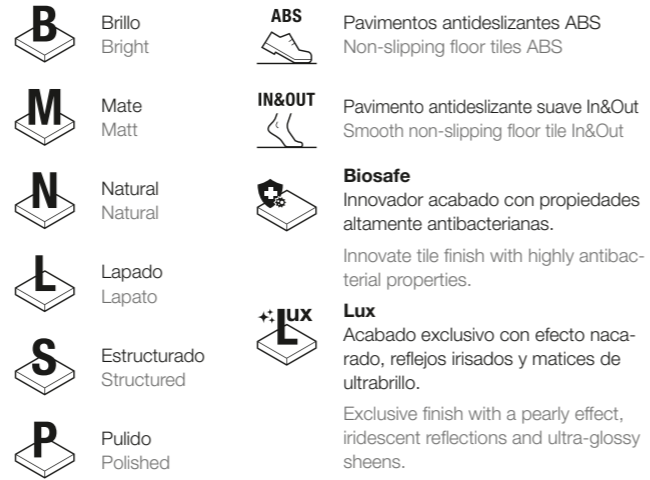 B
Brillo
Bright
M
Mate
Matt
N
Natural
Natural
L
Lapado
Lapato
S
Estructurado
Structured
P
Pulido
Polished
ABS
Pavimentos antideslizantes ABS
Non-slipping floor tiles ABS
IN&OUT
Pavimento antideslizante suave In&Out
Smooth non-slipping floor tile In&Out
Biosafe
Innovador acabado con propiedades
altamente antibacterianas.
Innovate tile finish with highly antibac-
terial properties.
Lux
Lux
Acabado exclusivo con efecto naca-
rado, reflejos irisados y matices de
ultrabrillo.
Exclusive finish with a pearly effect,
iridescent reflections and ultra-glossy
sheens.